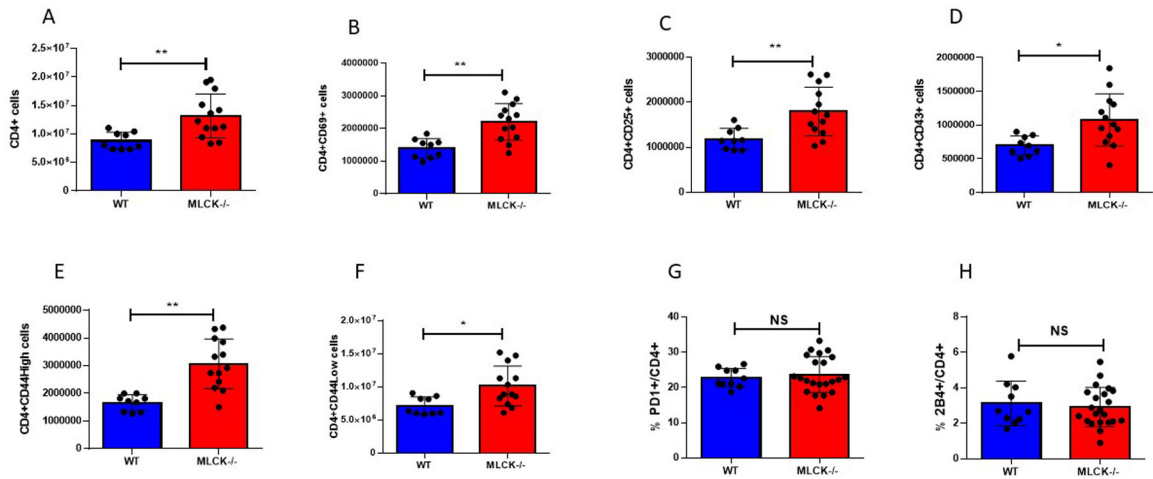 A
CD4+ cells
2.5×10⁷
2.0×10⁷
1.5×10⁷
1.0×10⁷
5.0×10⁶
0
**
WT
MLCK-/-
B
CD4+CD69+ cells
4000000
3000000
2000000
1000000
0
**
WT
MLCK-/-
C
CD4+CD25+ cells
3000000
2000000
1000000
0
**
WT
MLCK-/-
D
CD4+CD43+ cells
2000000
1500000
1000000
500000
0
*
WT
MLCK-/-
E
CD4+CD44High cells
5000000
4000000
3000000
2000000
1000000
0
**
WT
MLCK-/-
F
CD4+CD44Low cells
2.0×10⁷
1.5×10⁷
1.0×10⁷
5.0×10⁶
0
*
WT
MLCK-/-
G
% PD1+/CD4+
40
30
20
10
0
NS
WT
MLCK-/-
H
% 2B4+/CD4+
8
6
4
2
0
NS
WT
MLCK-/-